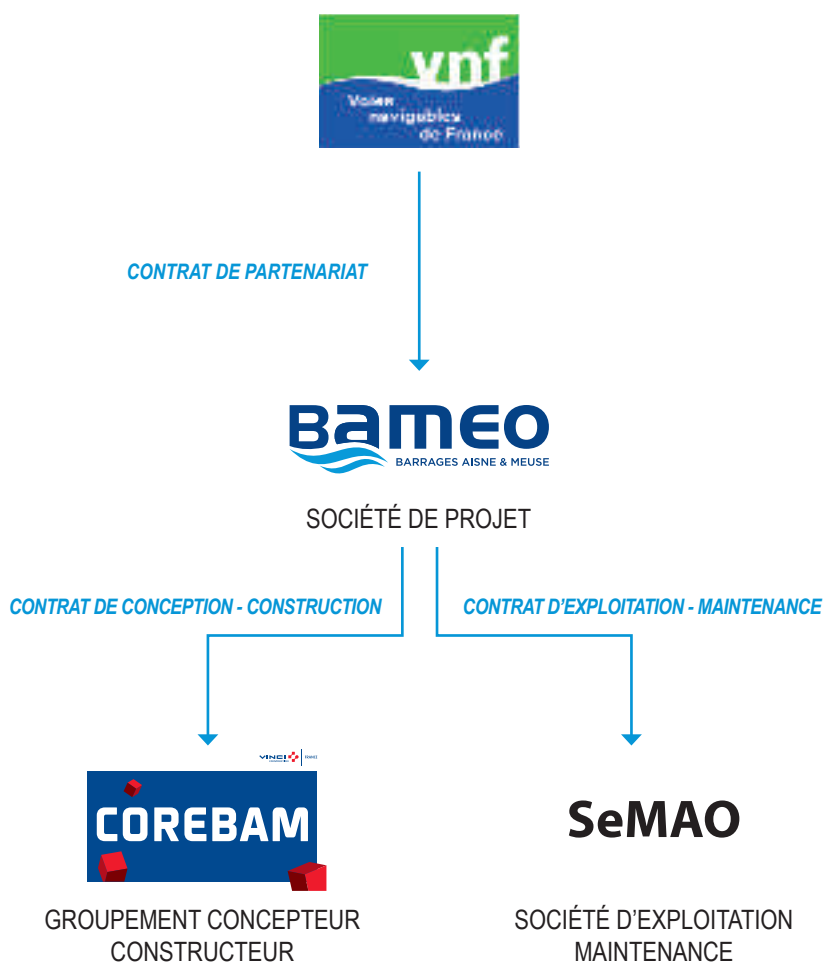 vnf
Voies
navigables
de France
CONTRAT DE PARTENARIAT
BAMEO
BARRAGES AISNE & MEUSE
SOCIÉTÉ DE PROJET
CONTRAT DE CONCEPTION - CONSTRUCTION
CONTRAT D'EXPLOITATION - MAINTENANCE
VINCI
FRANCE
COREBAM
SeMAO
GROUPEMENT CONCEPTEUR
CONSTRUCTEUR
SOCIÉTÉ D'EXPLOITATION
MAINTENANCE